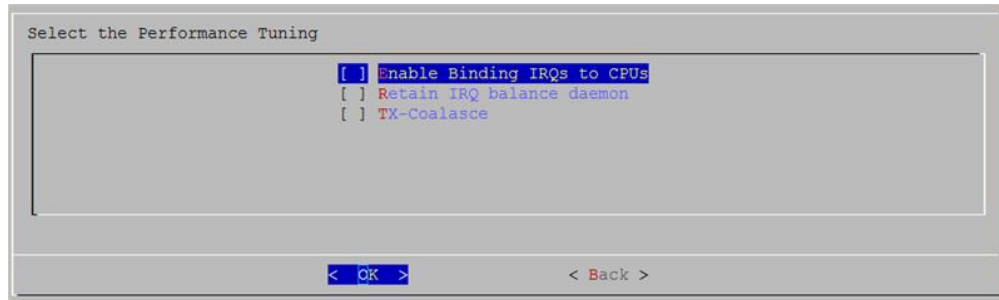 Select the Performance Tuning
[ ] Enable Binding IRQs to CPUs
[ ] Retain IRQ balance daemon
[ ] TX-Coalasce
< OK > < Back >